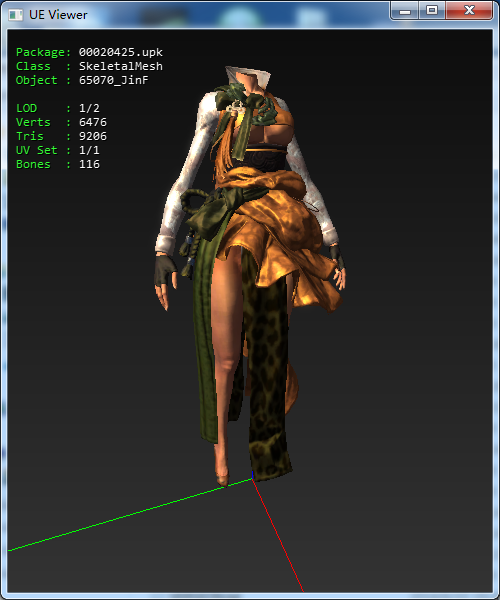 UE Viewer
Package: 00020425.upk
Class : SkeletalMesh
Object : 65070_JinF
LOD : 1/2
Verts : 6476
Tris : 9206
UV Set : 1/1
Bones : 116